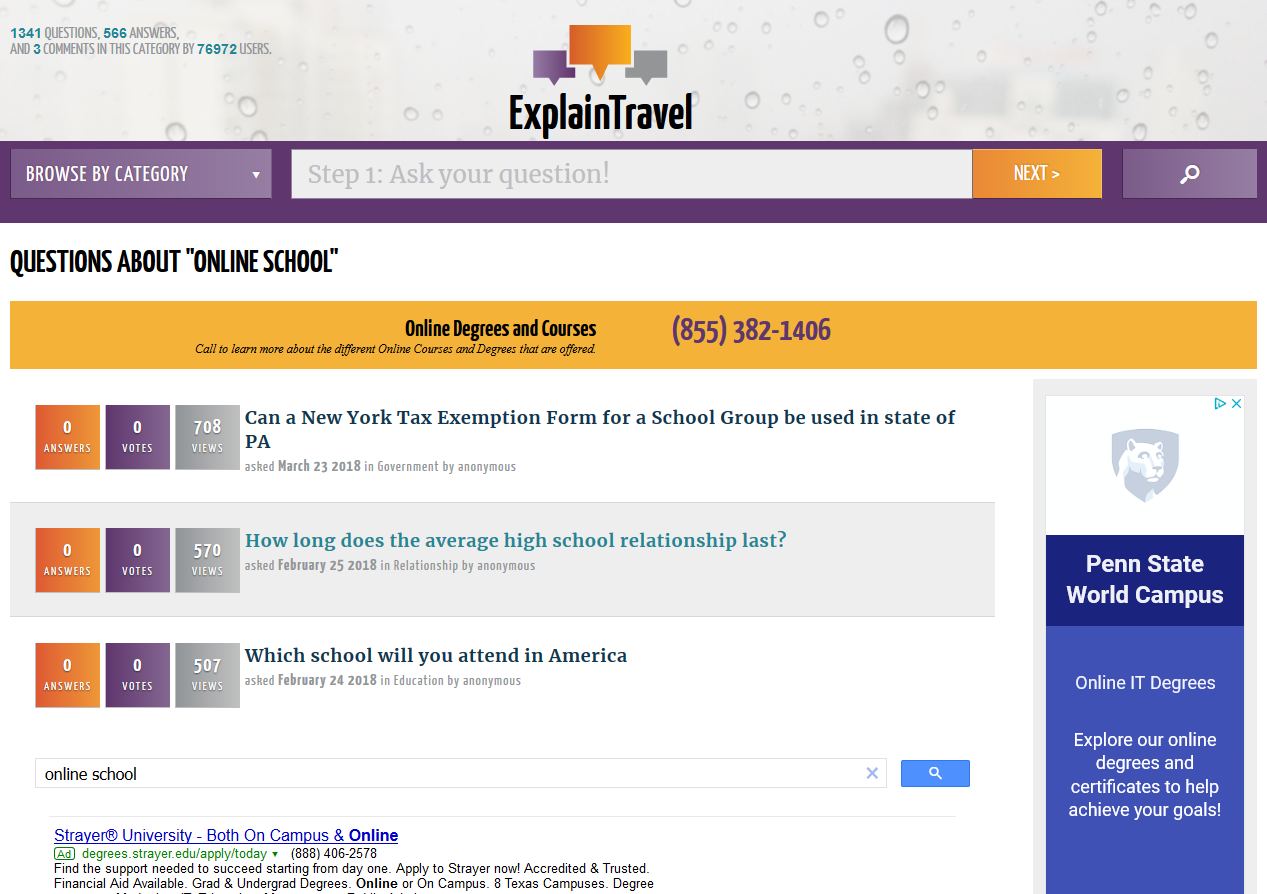 1341 QUESTIONS, 566 ANSWERS,
AND 3 COMMENTS IN THIS CATEGORY BY 76972 USERS.
ExplainTravel
BROWSE BY CATEGORY ▾
Step 1: Ask your question!
NEXT >
QUESTIONS ABOUT "ONLINE SCHOOL"
Online Degrees and Courses
Call to learn more about the different Online Courses and Degrees that are offered.
(855) 382-1406
0
ANSWERS
0
VOTES
708
VIEWS
Can a New York Tax Exemption Form for a School Group be used in state of
PA
asked March 23 2018 in Government by anonymous
0
ANSWERS
0
VOTES
570
VIEWS
How long does the average high school relationship last?
asked February 25 2018 in Relationship by anonymous
0
ANSWERS
0
VOTES
507
VIEWS
Which school will you attend in America
asked February 24 2018 in Education by anonymous
online school
Strayer® University - Both On Campus & Online
Ad degrees.strayer.edu/apply/today ▾ (888) 406-2578
Find the support needed to succeed starting from day one. Apply to Strayer now! Accredited & Trusted.
Financial Aid Available. Grad & Undergrad Degrees. Online or On Campus. 8 Texas Campuses. Degree
Penn State
World Campus
Online IT Degrees
Explore our online
degrees and
certificates to help
achieve your goals!